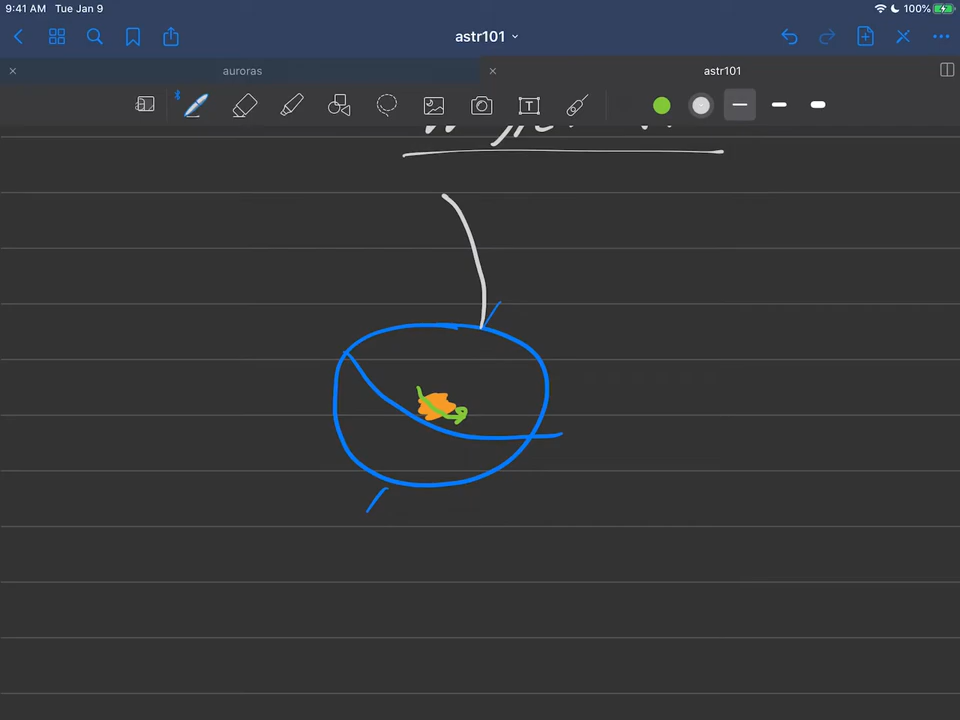 9:41 AM Tue Jan 9 100%
astr101
auroras astr101
T